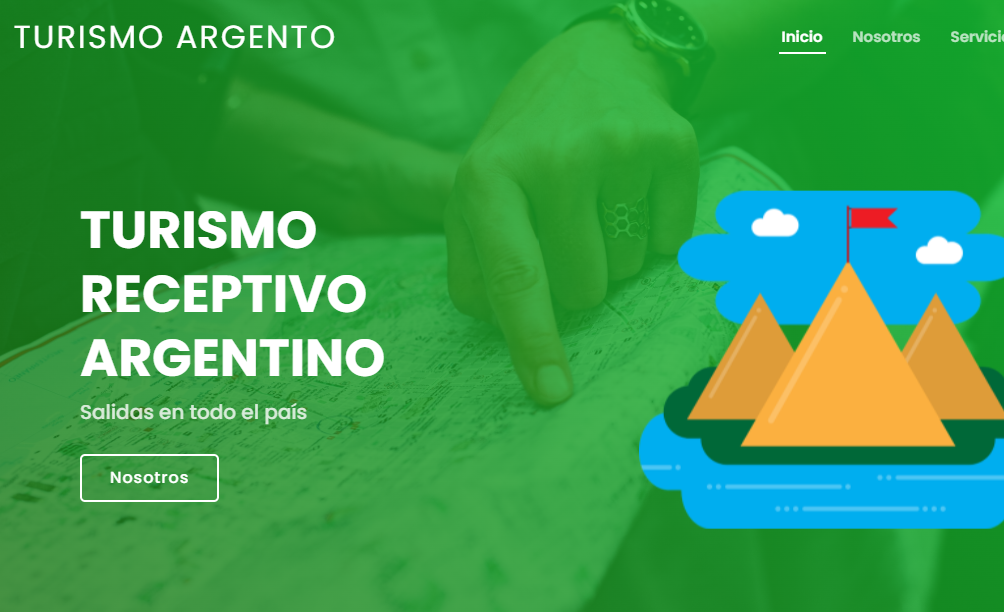 TURISMO ARGENTO
Inicio Nosotros
TURISMO
RECEPTIVO
ARGENTINO
Salidas en todo el país
Nosotros